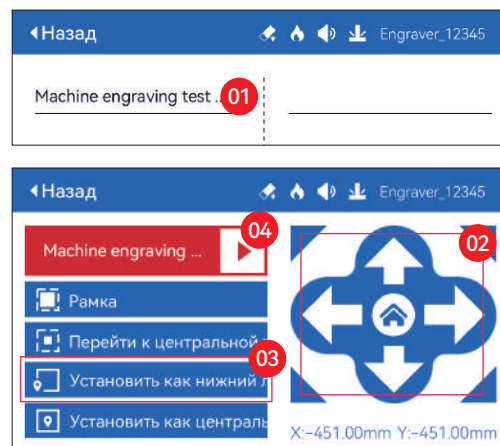 Назад Engraver_12345
Machine engraving test .. 01
Назад Engraver_12345
04
Machine engraving ...
02
Рамка
Перейти к центральной
03
Установить как нижний л
Установить как централь
X:-451.00mm Y:-451.00mm